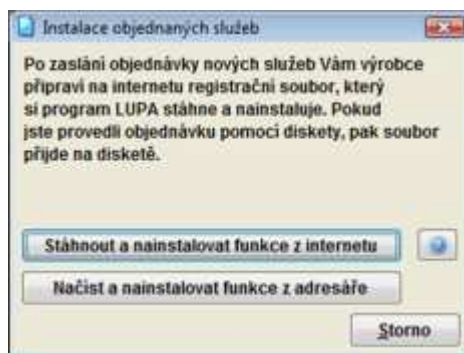 Instalace objednaných služeb
Po zaslání objednávky nových služeb Vám výrobce
připraví na internetu registrační soubor, který
si program LUPA stáhne a nainstaluje. Pokud
jste provedli objednávku pomocí diskety, pak soubor
přijde na disketě.
Stáhnout a nainstalovat funkce z internetu
Načíst a nainstalovat funkce z adresáře
Storno